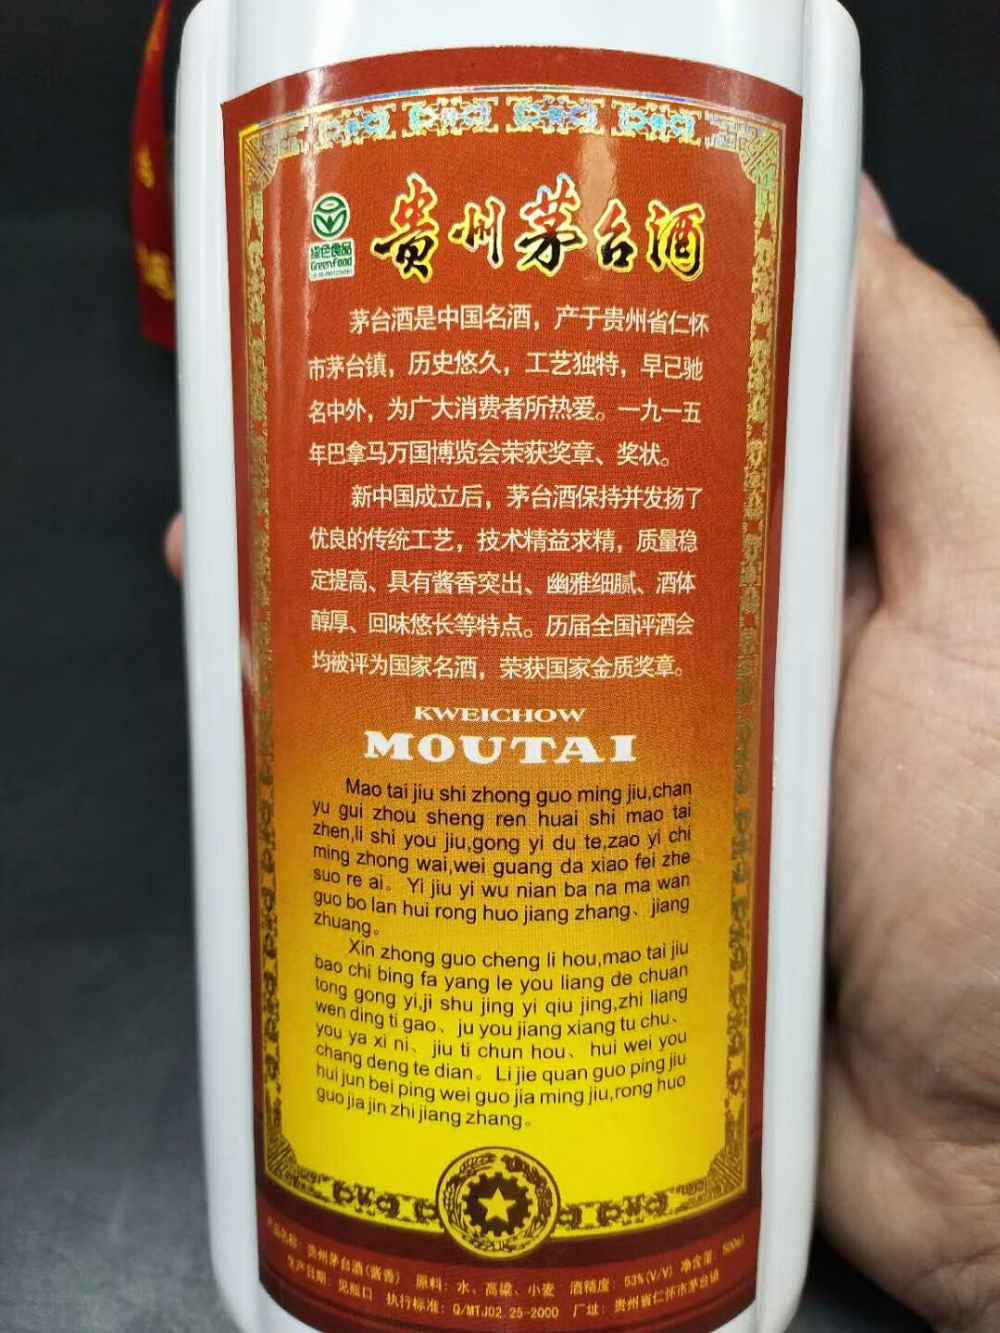 贵州茅台酒
绿色食品
GreenFood
茅台酒是中国名酒，产于贵州省仁怀
市茅台镇，历史悠久，工艺独特，早已驰
名中外，为广大消费者所热爱。一九一五
年巴拿马万国博览会荣获奖章、奖状。
新中国成立后，茅台酒保持并发扬了
优良的传统工艺，技术精益求精，质量稳
定提高、具有酱香突出、幽雅细腻、酒体
醇厚、回味悠长等特点。历届全国评酒会
均被评为国家名酒，荣获国家金质奖章。
KWEICHOW
MOUTAI
Mao tai jiu shi zhong guo ming jiu,chan
yu gui zhou sheng ren huai shi mao tai
zhen,li shi you jiu,gong yi du te,zao yi chi
ming zhong wai,wei guang da xiao fei zhe
suo re ai。Yi jiu yi wu nian ba na ma wan
guo bo lan hui rong huo jiang zhang、jiang
zhuang。
Xin zhong guo cheng li hou,mao tai jiu
bao chi bing fa yang le you liang de chuan
tong gong yi,ji shu jing yi qiu jing,zhi liang
wen ding ti gao、ju you jiang xiang tu chu、
you ya xi ni、jiu ti chun hou、hui wei you
chang deng te dian。Li jie quan guo ping jiu
hui jun bei ping wei guo jia ming jiu,rong huo
guo jia jin zhi jiang zhang。
贵州茅台酒(酱香) 原料：水、高粱、小麦 酒精度：53%(V/V) 净含量：500ml
生产日期：见瓶口 执行标准：Q/MTJ02.25-2000 厂址：贵州省仁怀市茅台镇